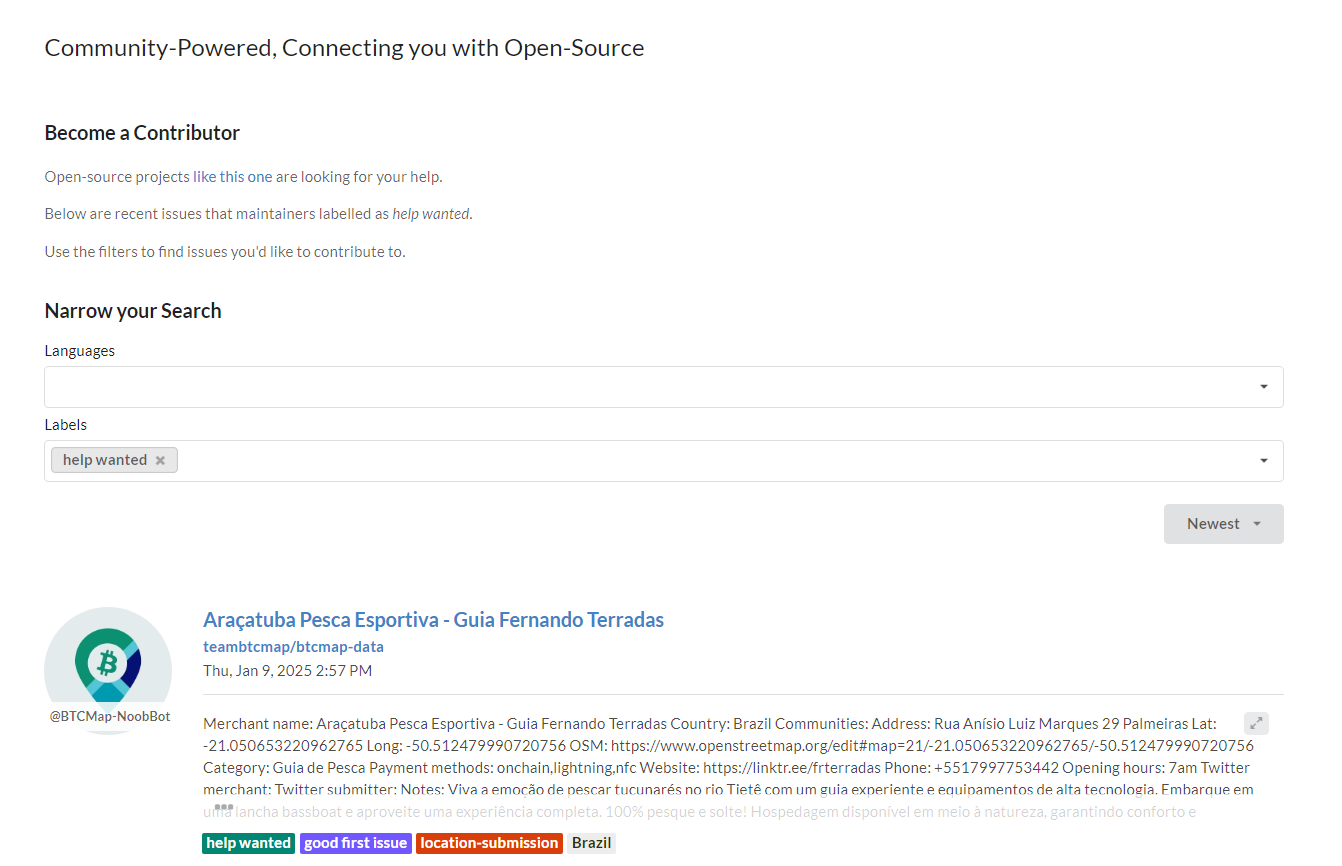 Community-Powered, Connecting you with Open-Source
Become a Contributor
Open-source projects like this one are looking for your help.
Below are recent issues that maintainers labelled as help wanted.
Use the filters to find issues you'd like to contribute to.
Narrow your Search
Languages
Labels
help wanted
Newest
Araçatuba Pesca Esportiva - Guia Fernando Terradas
teambtcmap/btcmap-data
Thu, Jan 9, 2025 2:57 PM
@BTCMap-NoobBot
Merchant name: Araçatuba Pesca Esportiva - Guia Fernando Terradas Country: Brazil Communities: Address: Rua Anísio Luiz Marques 29 Palmeiras Lat:
-21.050653220962765 Long: -50.512479990720756 OSM: https://www.openstreetmap.org/edit#map=21/-21.050653220962765/-50.512479990720756
Category: Guia de Pesca Payment methods: onchain,lightning,nfc Website: https://linktr.ee/frterradas Phone: +5517997753442 Opening hours: 7am Twitter
merchant: Twitter submitter: Notes: Viva a emoção de pescar tucunarés no rio Tietê com um guia experiente e equipamentos de alta tecnologia. Embarque em
uma lancha bassboat e aproveite uma experiência completa. 100% pesque e solte! Hospedagem disponível em meio à natureza, garantindo conforto e
help wanted good first issue location-submission Brazil